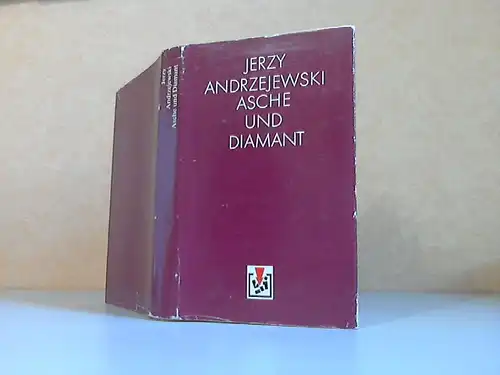 Jerzy
Andrzejewski
Asche und Diamant
JERZY
ANDRZEJEWSKI
ASCHE
UND
DIAMANT